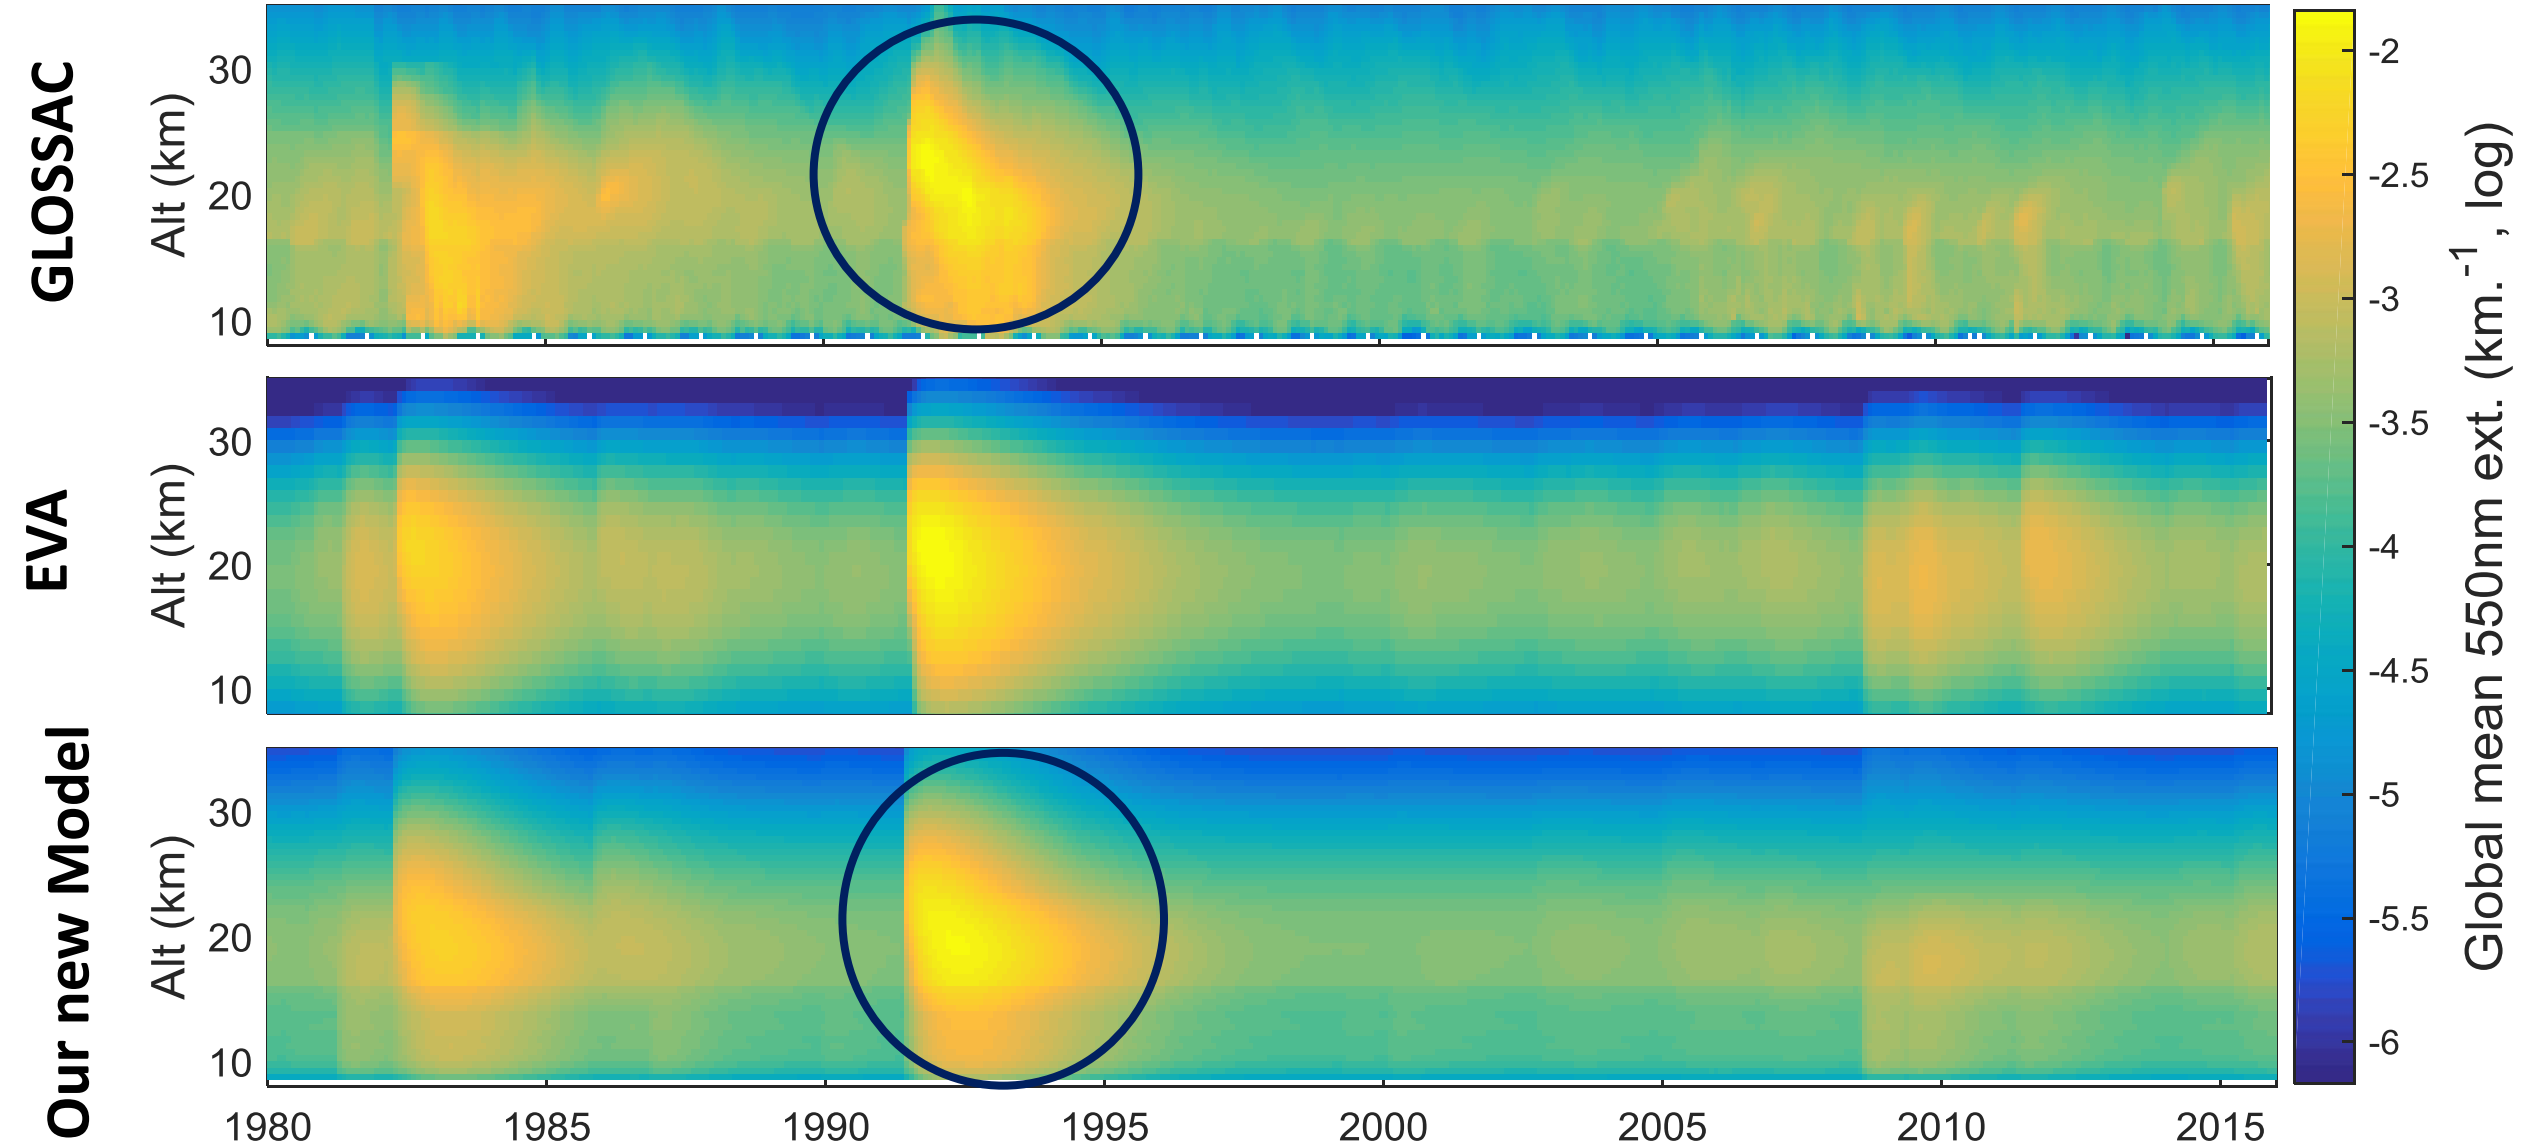 GLOSSAC
Alt (km)
30
20
10
EVA
Alt (km)
30
20
10
Our new Model
Alt (km)
30
20
10
1980 1985 1990 1995 2000 2005 2010 2015
-2
-2.5
-3
-3.5
-4
-4.5
-5
-5.5
-6
Global mean 550nm ext. (km.-1, log)